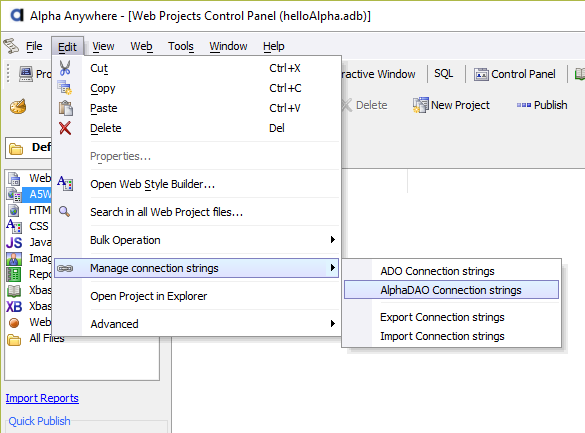 Alpha Anywhere - [Web Projects Control Panel (helloAlpha.adb)]
File Edit View Web Tools Window Help
Pro
ractive Window SQL Control Panel
Delete New Project Publish
Cut Ctrl+X
Copy Ctrl+C
Paste Ctrl+V
Delete Del
Properties...
Open Web Style Builder...
Search in all Web Project files...
Bulk Operation
Manage connection strings
Open Project in Explorer
Advanced
ADO Connection strings
AlphaDAO Connection strings
Export Connection strings
Import Connection strings
Def
Web
A5W
HTM
CSS
JS Java
Imag
Repo
Xbas
Xbas
Web
All Files
Import Reports
Quick Publish